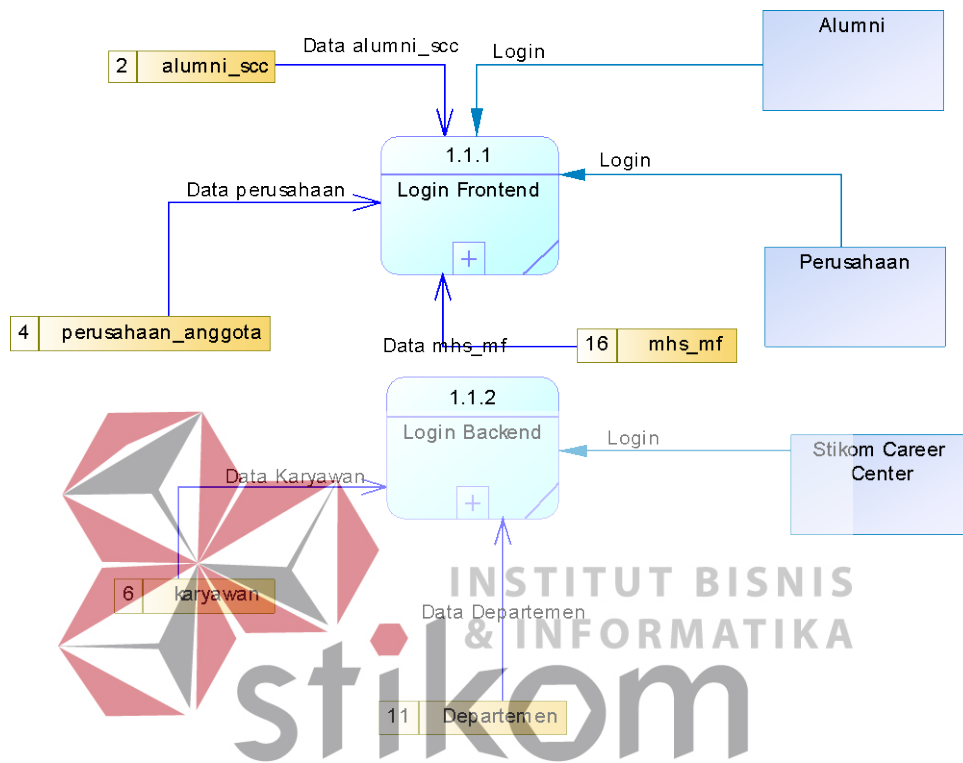 Alumni
Data alumni_scc
Login
2 alumni_scc
1.1.1
Login Frontend
Login
Data perusahaan
Perusahaan
4 perusahaan_anggota
Data mhs_mf
16 mhs_mf
1.1.2
Login Backend
Login
Stikom Career
Center
Data Karyawan
INSTITUT BISNIS
& INFORMATIKA
6 karyawan
Data Departemen
stikom
11 Departemen